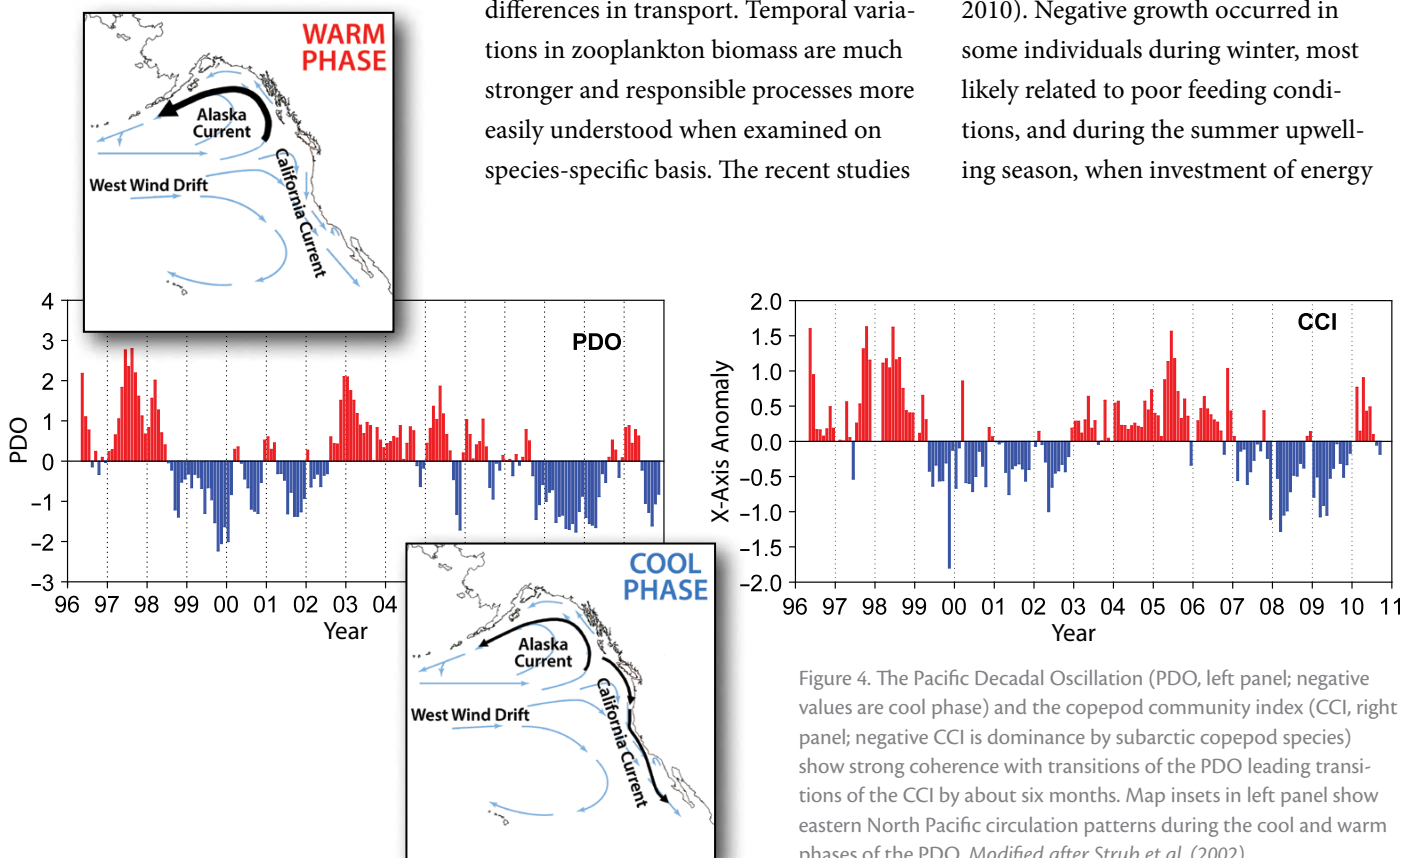 differences in transport. Temporal varia-
tions in zooplankton biomass are much
stronger and responsible processes more
easily understood when examined on
species-specific basis. The recent studies
2010). Negative growth occurred in
some individuals during winter, most
likely related to poor feeding condi-
tions, and during the summer upwell-
ing season, when investment of energy
WARM
PHASE
Alaska
Current
West Wind Drift
California Current
4
3
2
1
0
−1
−2
−3
PDO
PDO
96 97 98 99 00 01 02 03 04
Year
COOL
PHASE
Alaska
Current
West Wind Drift
California Current
2.0
1.5
1.0
0.5
0.0
−0.5
−1.0
−1.5
−2.0
X-Axis Anomaly
CCI
96 97 98 99 00 01 02 03 04 05 06 07 08 09 10 11
Year
Figure 4. The Pacific Decadal Oscillation (PDO, left panel; negative
values are cool phase) and the copepod community index (CCI, right
panel; negative CCI is dominance by subarctic copepod species)
show strong coherence with transitions of the PDO leading transi-
tions of the CCI by about six months. Map insets in left panel show
eastern North Pacific circulation patterns during the cool and warm
phases of the PDO. Modified after Strub et al. (2002)